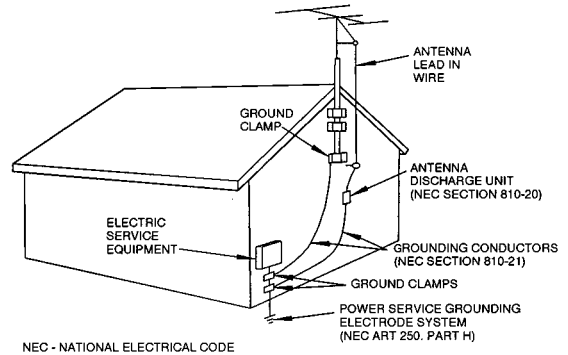 ANTENNA
LEAD IN
WIRE
GROUND
CLAMP
ANTENNA
DISCHARGE UNIT
(NEC SECTION 810-20)
ELECTRIC
SERVICE
EQUIPMENT
GROUNDING CONDUCTORS
(NEC SECTION 810-21)
GROUND CLAMPS
POWER SERVICE GROUNDING
ELECTRODE SYSTEM
(NEC ART 250. PART H)
NEC - NATIONAL ELECTRICAL CODE